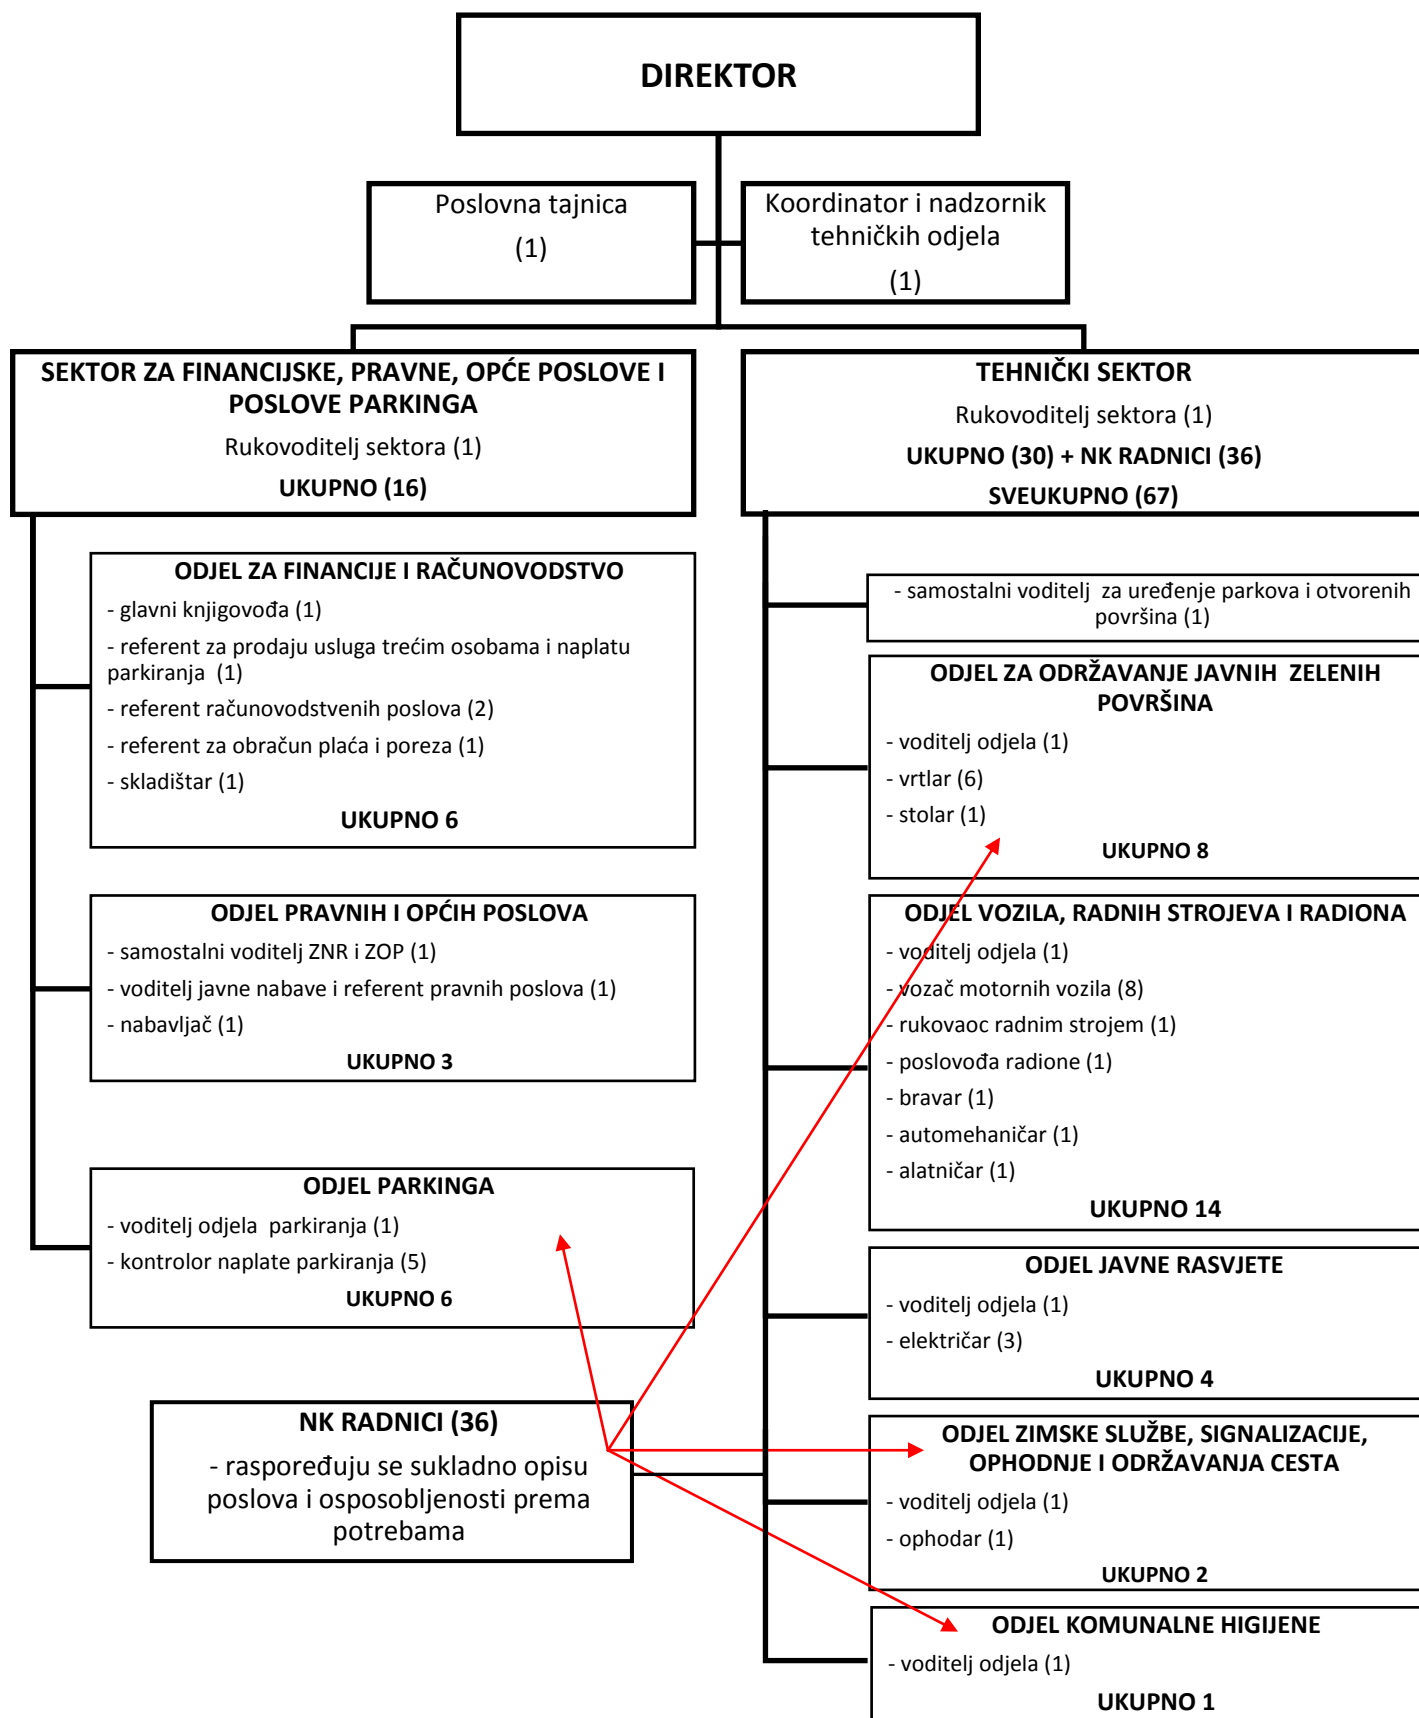 DIREKTOR
Poslovna tajnica
(1)
Koordinator i nadzornik
tehničkih odjela
(1)
SEKTOR ZA FINANCIJSKE, PRAVNE, OPĆE POSLOVE I
POSLOVE PARKINGA
Rukovoditelj sektora (1)
UKUPNO (16)
TEHNIČKI SEKTOR
Rukovoditelj sektora (1)
UKUPNO (30) + NK RADNICI (36)
SVEUKUPNO (67)
ODJEL ZA FINANCIJE I RAČUNOVODSTVO
- glavni knjigovođa (1)
- referent za prodaju usluga trećim osobama i naplatu
parkiranja (1)
- referent računovodstvenih poslova (2)
- referent za obračun plaća i poreza (1)
- skladištar (1)
UKUPNO 6
ODJEL PRAVNIH I OPĆIH POSLOVA
- samostalni voditelj ZNR i ZOP (1)
- voditelj javne nabave i referent pravnih poslova (1)
- nabavljač (1)
UKUPNO 3
ODJEL PARKINGA
- voditelj odjela parkiranja (1)
- kontrolor naplate parkiranja (5)
UKUPNO 6
NK RADNICI (36)
- raspoređuju se sukladno opisu
poslova i osposobljenosti prema
potrebama
- samostalni voditelj za uređenje parkova i otvorenih
površina (1)
ODJEL ZA ODRŽAVANJE JAVNIH ZELENIH
POVRŠINA
- voditelj odjela (1)
- vrtlar (6)
- stolar (1)
UKUPNO 8
ODJEL VOZILA, RADNIH STROJEVA I RADIONA
- voditelj odjela (1)
- vozač motornih vozila (8)
- rukovaoc radnim strojem (1)
- poslovođa radione (1)
- bravar (1)
- automehaničar (1)
- alatničar (1)
UKUPNO 14
ODJEL JAVNE RASVJETE
- voditelj odjela (1)
- električar (3)
UKUPNO 4
ODJEL ZIMSKE SLUŽBE, SIGNALIZACIJE,
OPHODNJE I ODRŽAVANJA CESTA
- voditelj odjela (1)
- ophodar (1)
UKUPNO 2
ODJEL KOMUNALNE HIGIJENE
- voditelj odjela (1)
UKUPNO 1